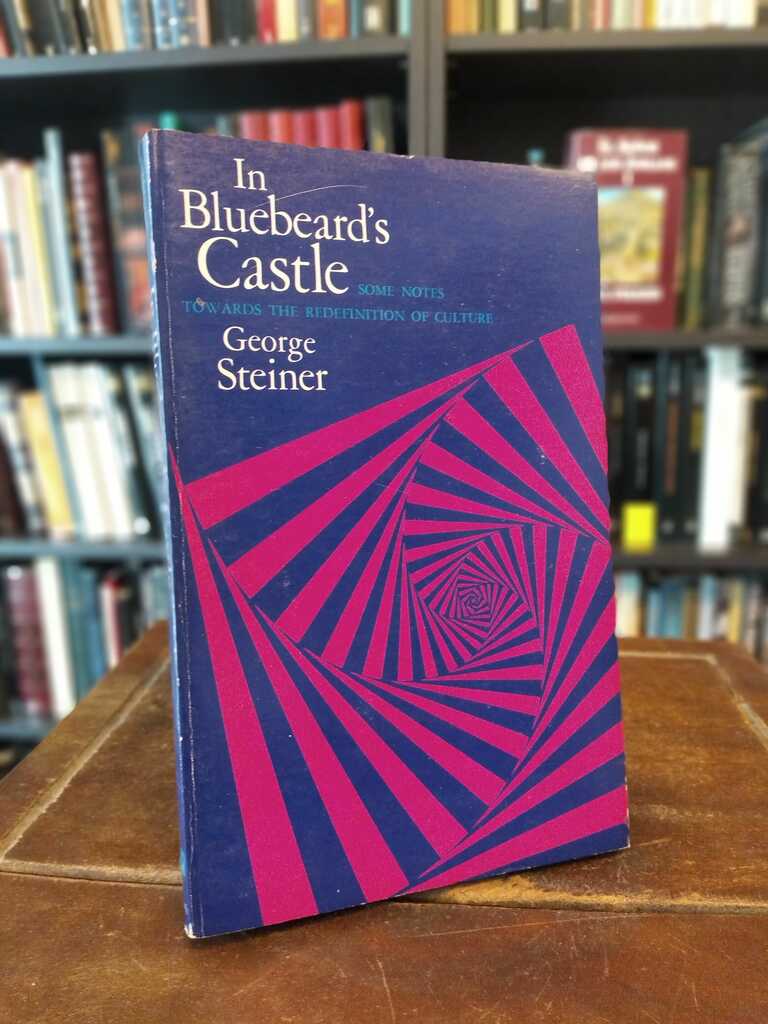 In
Bluebeard's
Castle SOME NOTES
TOWARDS THE REDEFINITION OF CULTURE
George
Steiner